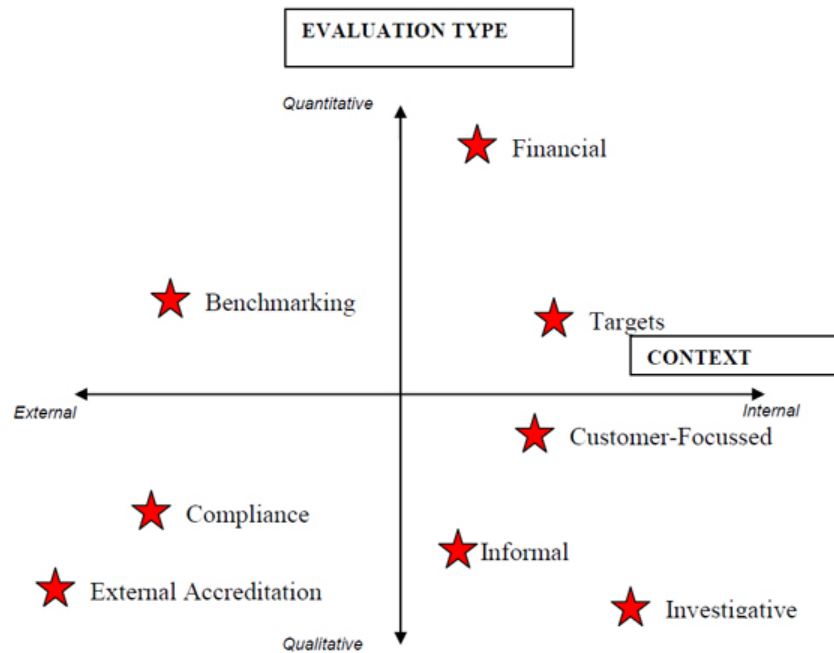 EVALUATION TYPE
Quantitative
Financial
Benchmarking
Targets
CONTEXT
External
Internal
Customer-Focussed
Compliance
Informal
External Accreditation
Investigative
Qualitative